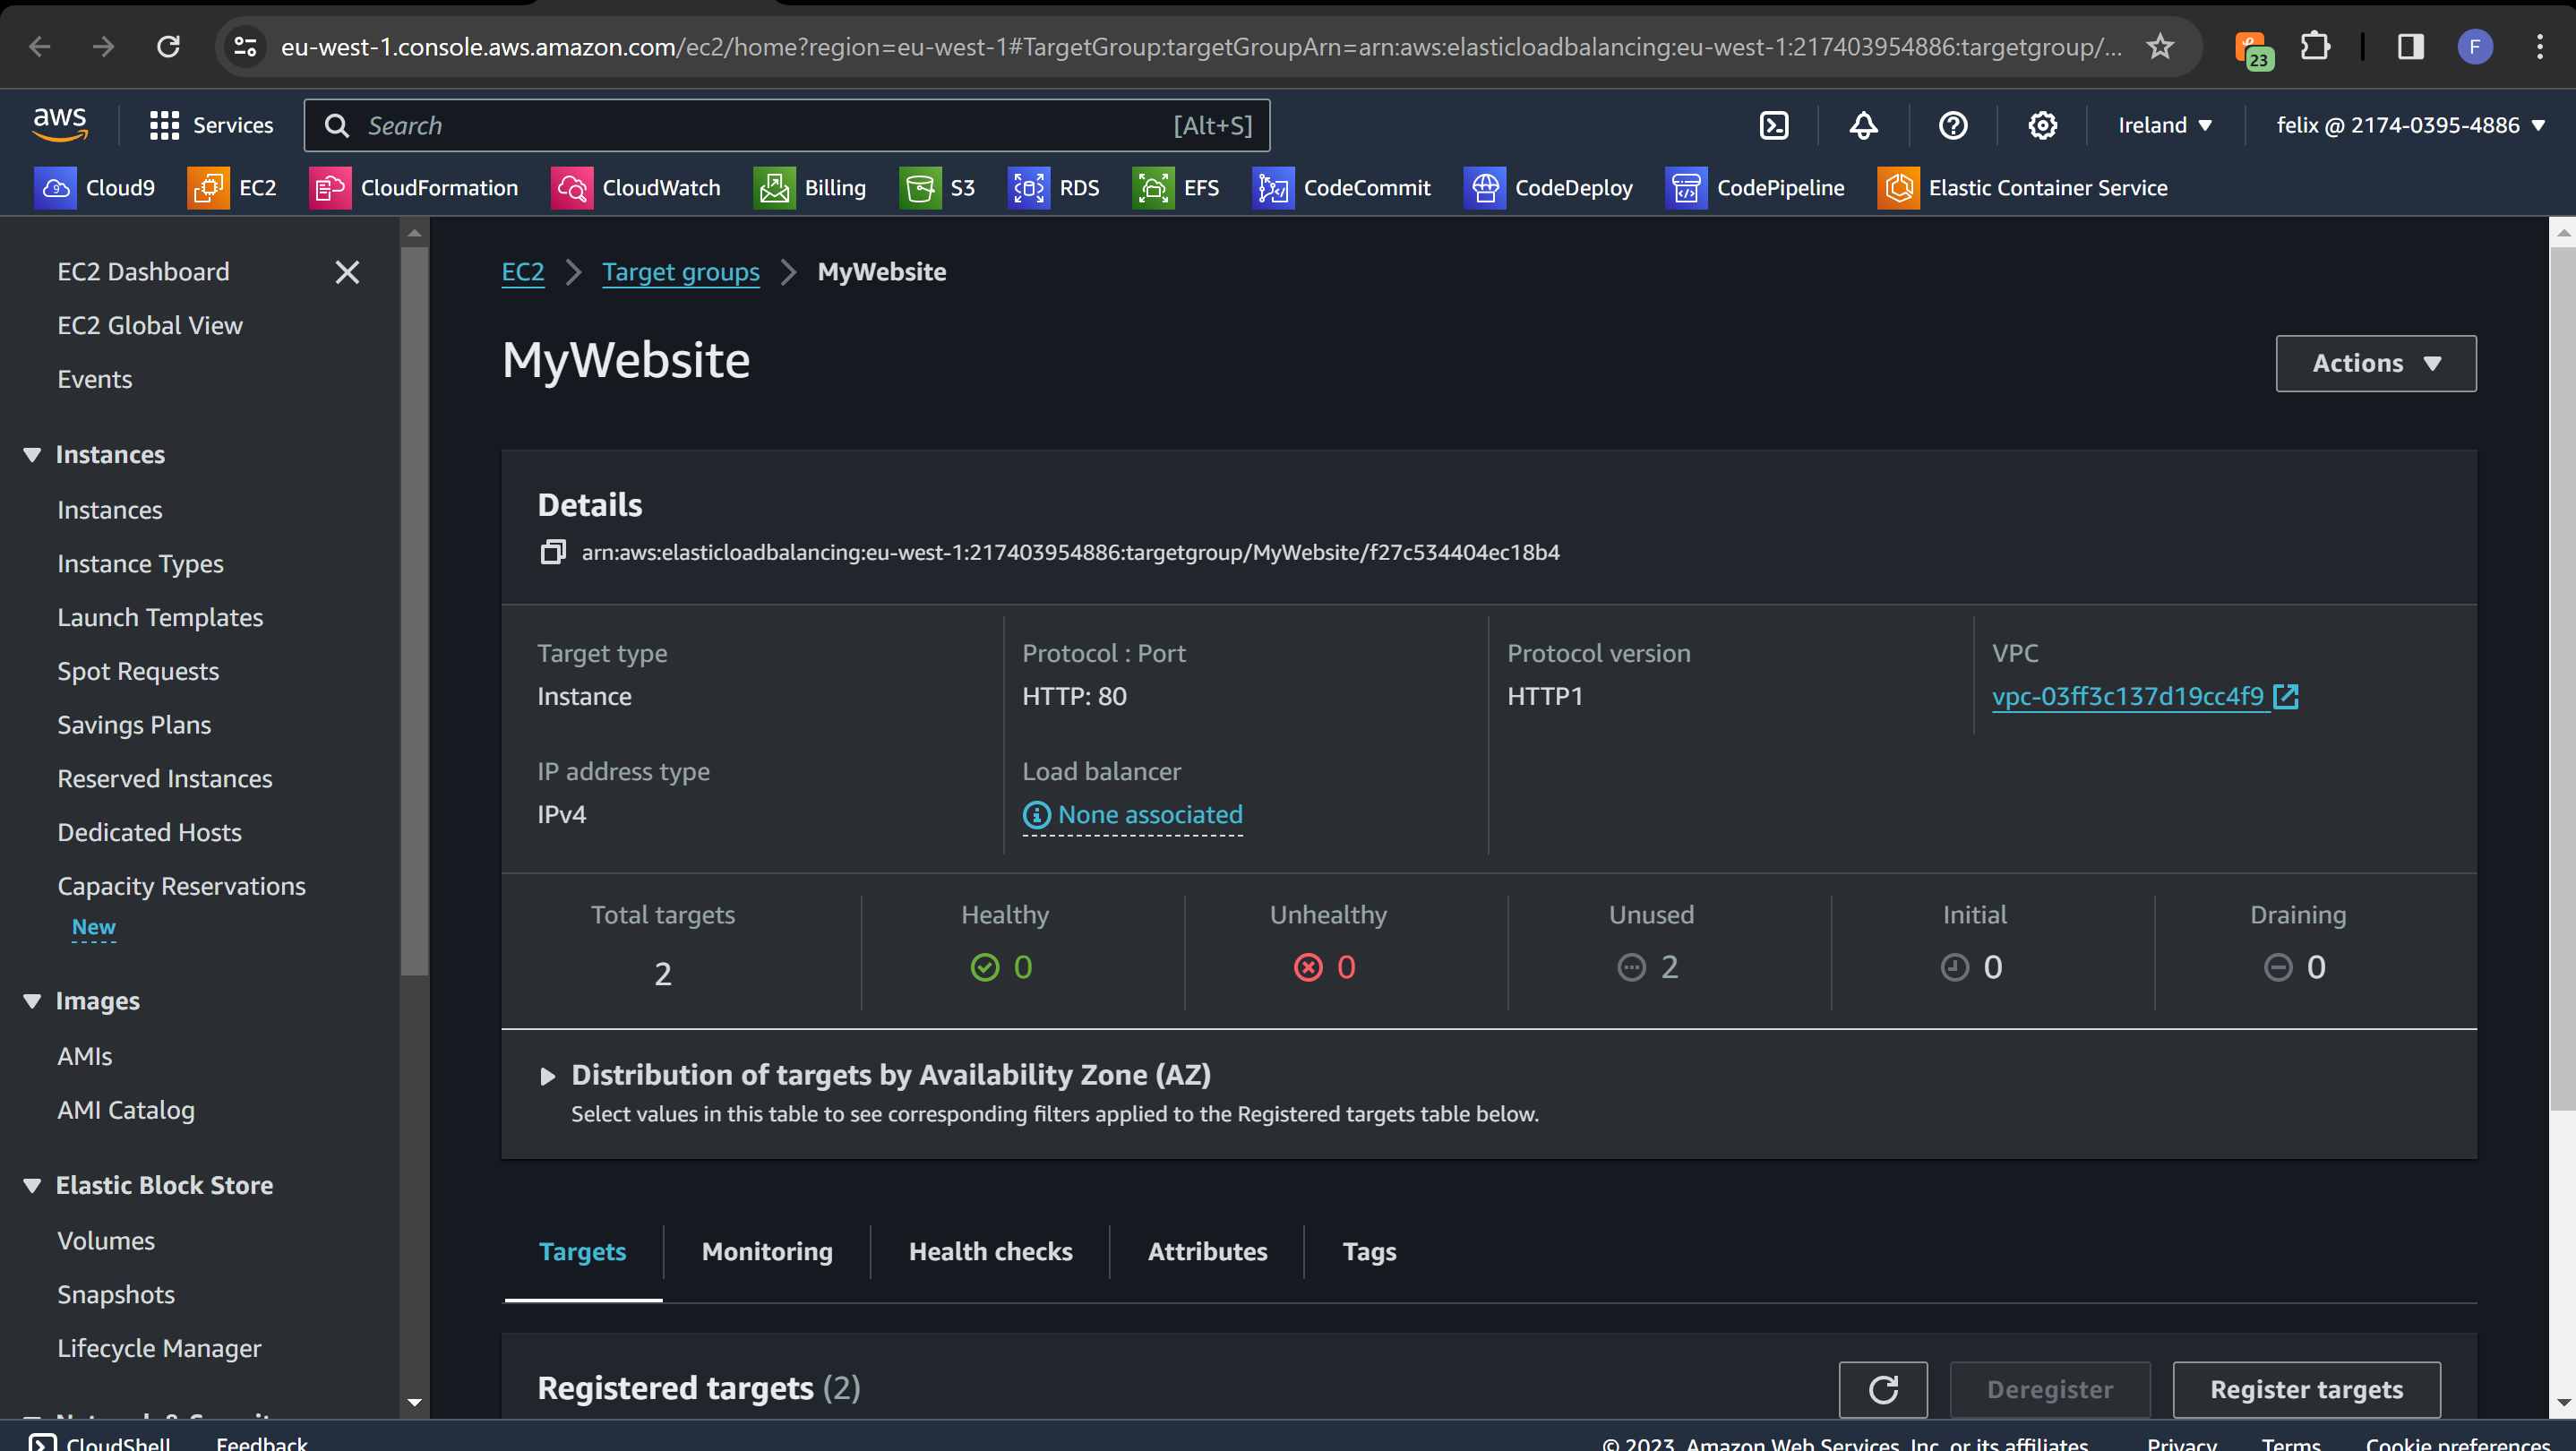 eu-west-1.console.aws.amazon.com/ec2/home?region=eu-west-1#TargetGroup:targetGroupArn=arn:aws:elasticloadbalancing:eu-west-1:217403954886:targetgroup/...
23
F
aws
Services
Search
[Alt+S]
Ireland
felix @ 2174-0395-4886
Cloud9
EC2
CloudFormation
CloudWatch
Billing
S3
RDS
EFS
CodeCommit
CodeDeploy
CodePipeline
Elastic Container Service
EC2 Dashboard
EC2 Global View
Events
Instances
Instances
Instance Types
Launch Templates
Spot Requests
Savings Plans
Reserved Instances
Dedicated Hosts
Capacity Reservations
New
Images
AMIs
AMI Catalog
Elastic Block Store
Volumes
Snapshots
Lifecycle Manager
EC2
Target groups
MyWebsite
MyWebsite
Actions
Details
arn:aws:elasticloadbalancing:eu-west-1:217403954886:targetgroup/MyWebsite/f27c534404ec18b4
Target type
Instance
Protocol : Port
HTTP: 80
Protocol version
HTTP1
VPC
vpc-03ff3c137d19cc4f9
IP address type
IPv4
Load balancer
None associated
Total targets
2
Healthy
0
Unhealthy
0
Unused
2
Initial
0
Draining
0
Distribution of targets by Availability Zone (AZ)
Select values in this table to see corresponding filters applied to the Registered targets table below.
Targets
Monitoring
Health checks
Attributes
Tags
Registered targets (2)
Deregister
Register targets
CloudShell
Feedback
© 2023, Amazon Web Services, Inc. or its affiliates.
Privacy
Terms
Cookie preferences